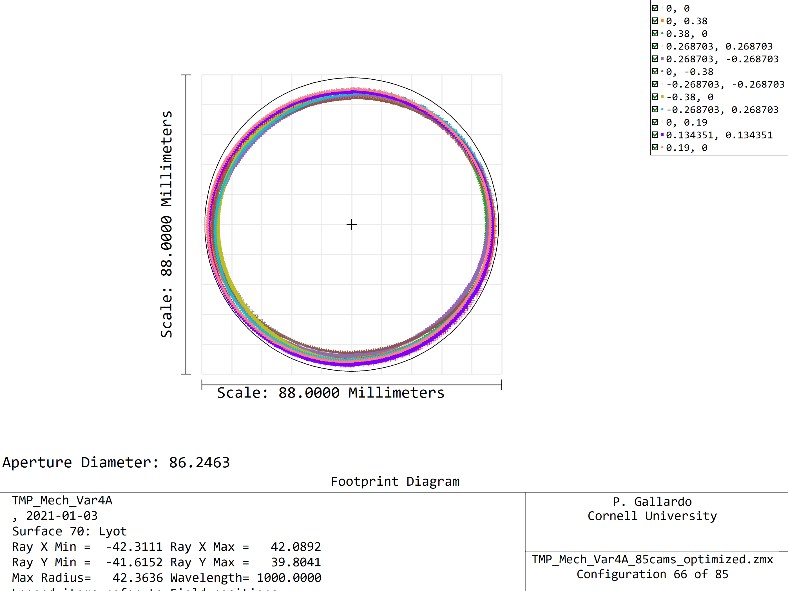 0, 0
0, 0.38
0.38, 0
0.268703, 0.268703
0.268703, -0.268703
0, -0.38
-0.268703, -0.268703
-0.38, 0
-0.268703, 0.268703
0, 0.19
0.134351, 0.134351
0.19, 0
Scale: 88.0000 Millimeters
Scale: 88.0000 Millimeters
Aperture Diameter: 86.2463
Footprint Diagram
TMP_Mech_Var4A
, 2021-01-03
Surface 70: Lyot
Ray X Min = -42.3111 Ray X Max = 42.0892
Ray Y Min = -41.6152 Ray Y Max = 39.8041
Max Radius= 42.3636 Wavelength= 1000.0000
P. Gallardo
Cornell University
TMP_Mech_Var4A_85cams_optimized.zmx
Configuration 66 of 85